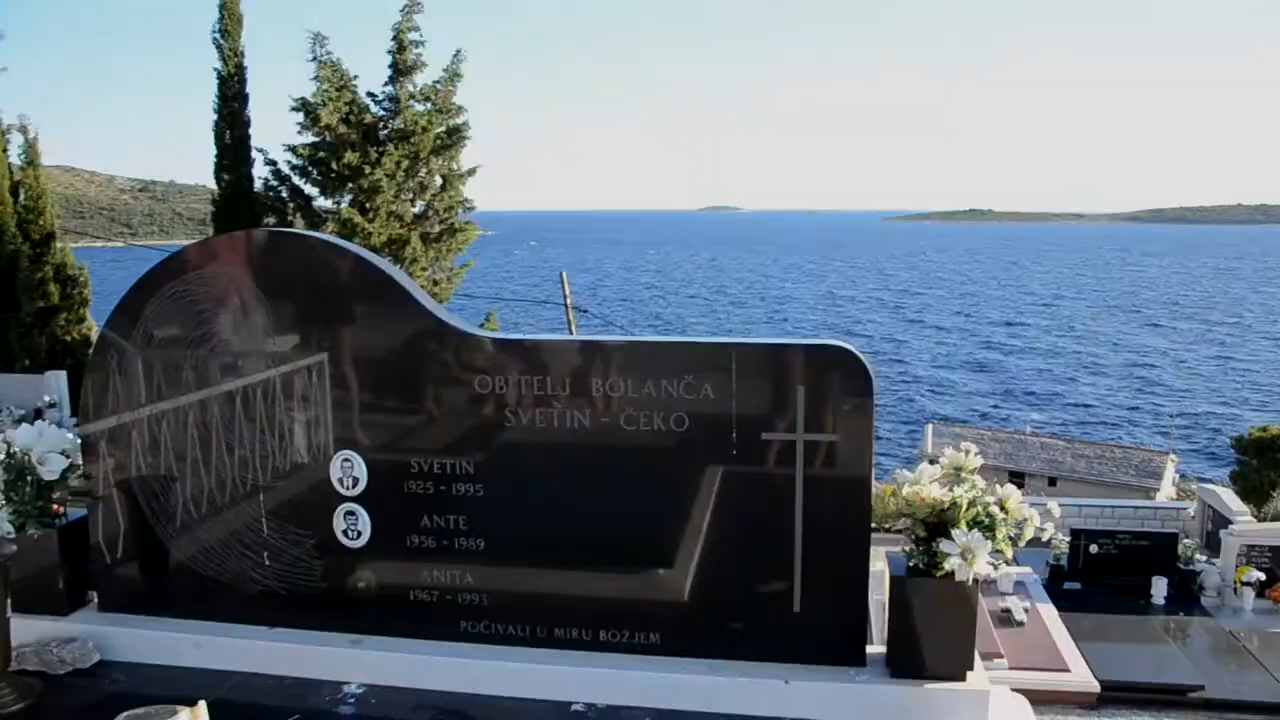 OBITELJ BOLANČA
SVETIN - ČEKO
SVETIN
1925 - 1995
ANTE
1956 - 1989
ANITA
1967 - 1993
POČIVALI U MIRU BOŽJEM